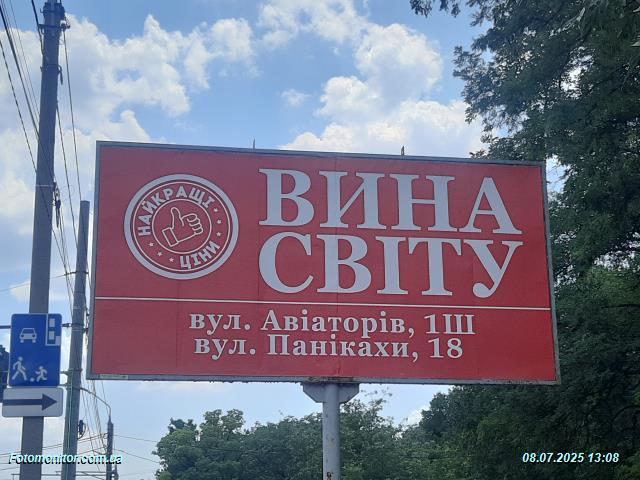 НАЙКРАЩІ
ЦІНИ
ВИНА
СВІТУ
вул. Авіаторів, 1Ш
вул. Панікахи, 18
Fotomonitor.com.ua
08.07.2025 13:08